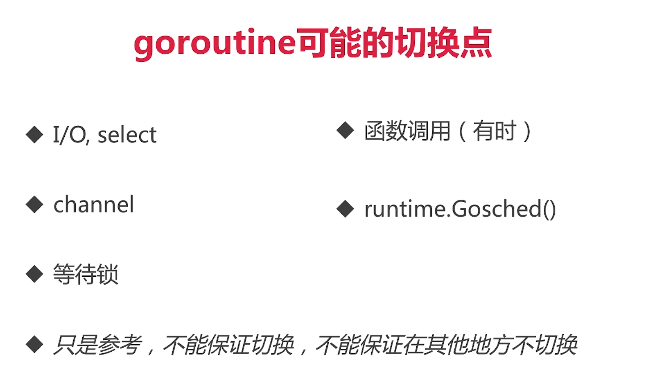 goroutine可能的切换点
I/O, select
函数调用（有时）
channel
runtime.Gosched()
等待锁
只是参考，不能保证切换，不能保证在其他地方不切换